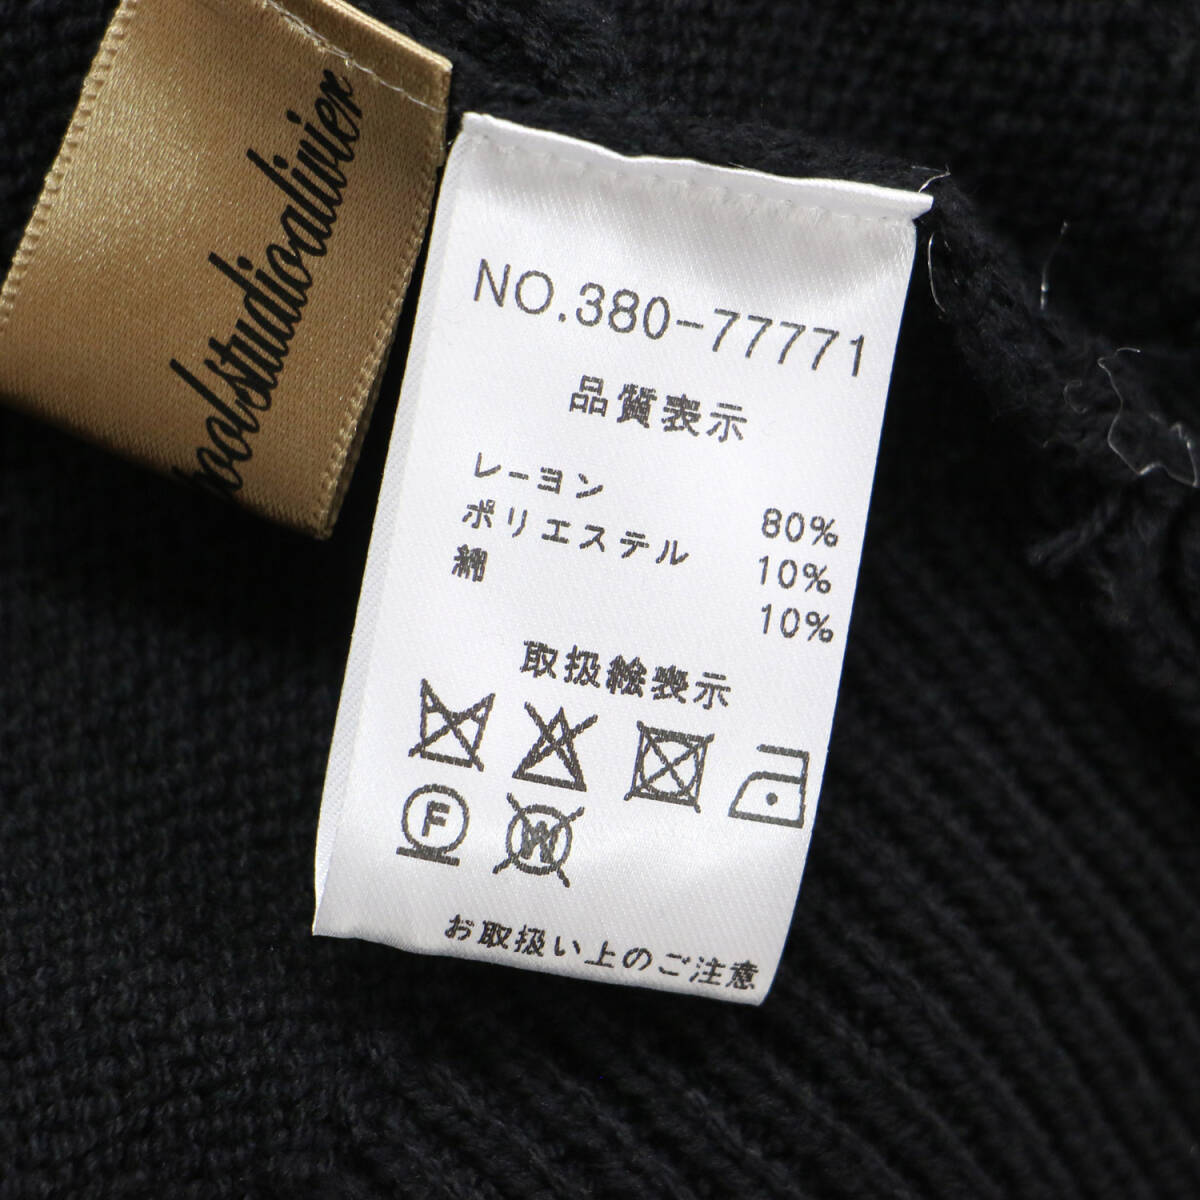 oolstudioalivier
NO.380-77771
品質表示
レーヨン 80%
ポリエステル 10%
綿 10%
取扱絵表示
F W
お取扱い上のご注意